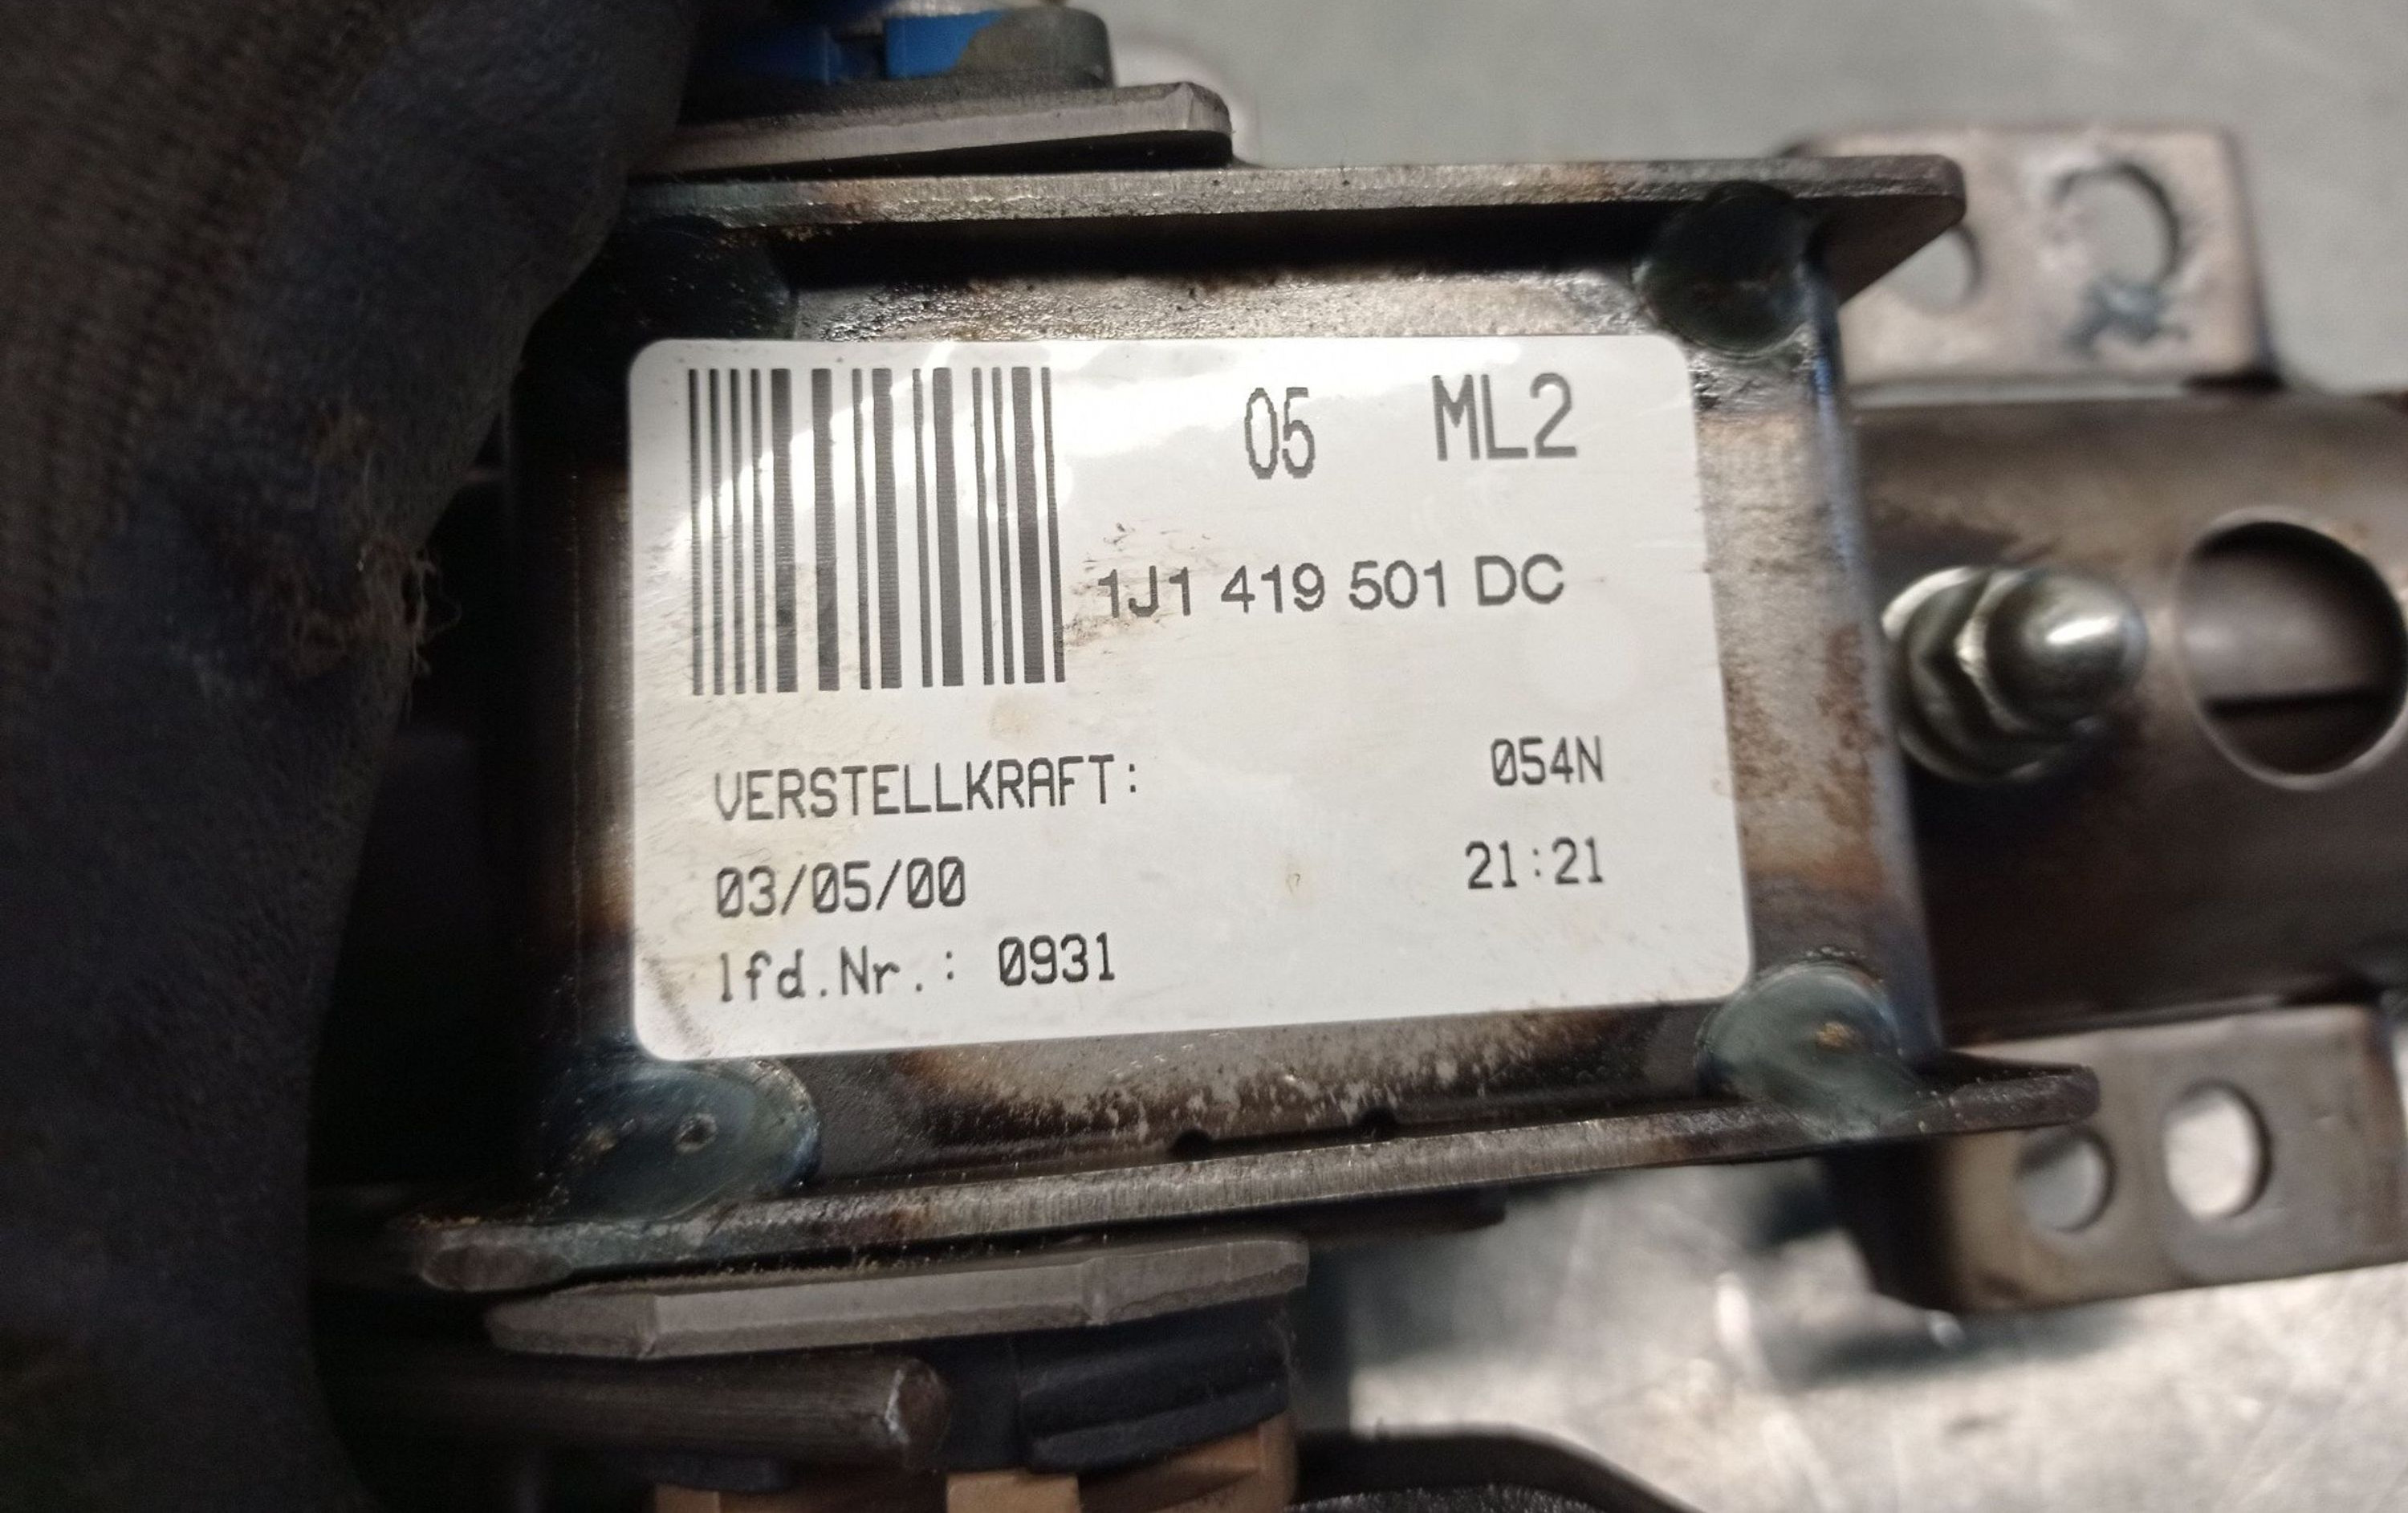 05 ML2
1J1 419 501 DC
VERSTELLKRAFT: 054N
03/05/00 21:21
lfd.Nr.: 0931